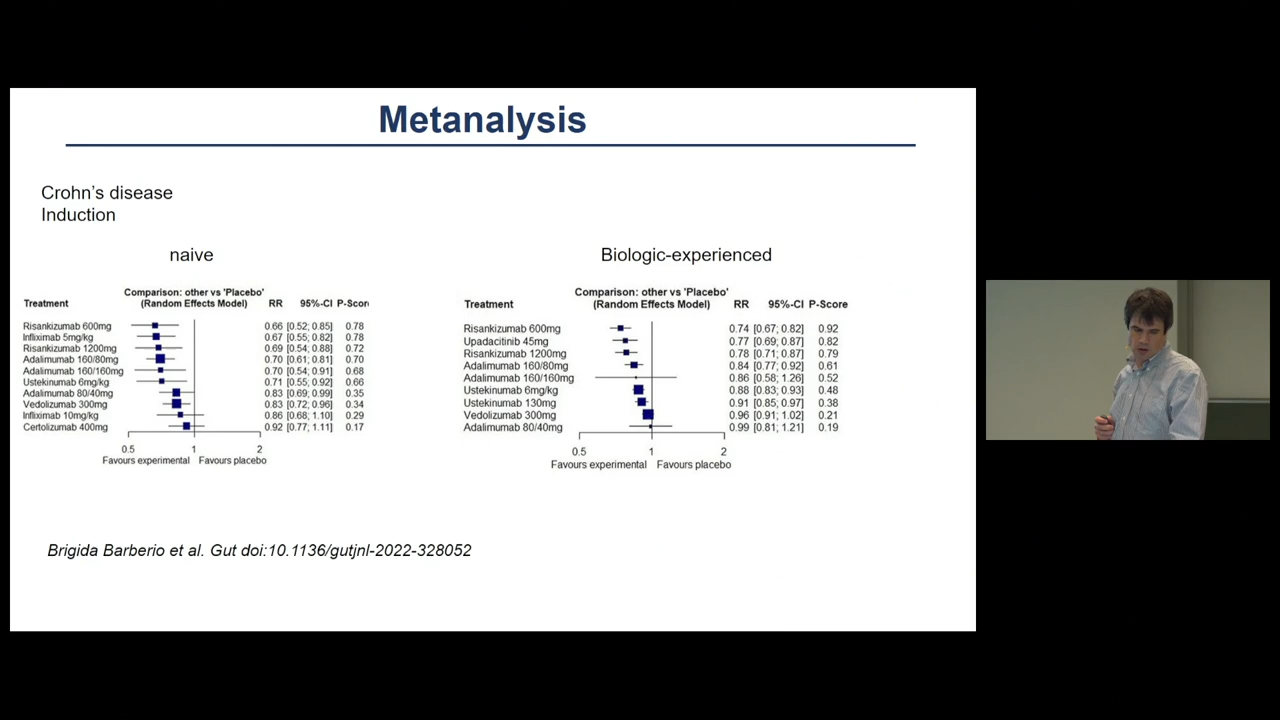 Metanalysis
Crohn's disease
Induction
naive
Comparison: other vs 'Placebo'
Treatment (Random Effects Model) RR 95%-CI P-Score
Risankizumab 600mg 0.66 [0.52; 0.85] 0.78
Infliximab 5mg/kg 0.67 [0.55; 0.82] 0.78
Risankizumab 1200mg 0.69 [0.54; 0.88] 0.72
Adalimumab 160/80mg 0.70 [0.61; 0.81] 0.70
Adalimumab 160/160mg 0.70 [0.54; 0.91] 0.68
Ustekinumab 6mg/kg 0.71 [0.55; 0.92] 0.66
Adalimumab 80/40mg 0.83 [0.69; 0.99] 0.35
Vedolizumab 300mg 0.83 [0.72; 0.96] 0.34
Infliximab 10mg/kg 0.86 [0.68; 1.10] 0.29
Certolizumab 400mg 0.92 [0.77; 1.11] 0.17
0.5 1 2
Favours experimental Favours placebo
Biologic-experienced
Comparison: other vs 'Placebo'
Treatment (Random Effects Model) RR 95%-CI P-Score
Risankizumab 600mg 0.74 [0.67; 0.82] 0.92
Upadacitinib 45mg 0.77 [0.69; 0.87] 0.82
Risankizumab 1200mg 0.78 [0.71; 0.87] 0.79
Adalimumab 160/80mg 0.84 [0.77; 0.92] 0.61
Adalimumab 160/160mg 0.86 [0.58; 1.26] 0.52
Ustekinumab 6mg/kg 0.88 [0.83; 0.93] 0.48
Ustekinumab 130mg 0.91 [0.85; 0.97] 0.38
Vedolizumab 300mg 0.96 [0.91; 1.02] 0.21
Adalimumab 80/40mg 0.99 [0.81; 1.21] 0.19
0.5 1 2
Favours experimental Favours placebo
Brigida Barberio et al. Gut doi:10.1136/gutjnl-2022-328052